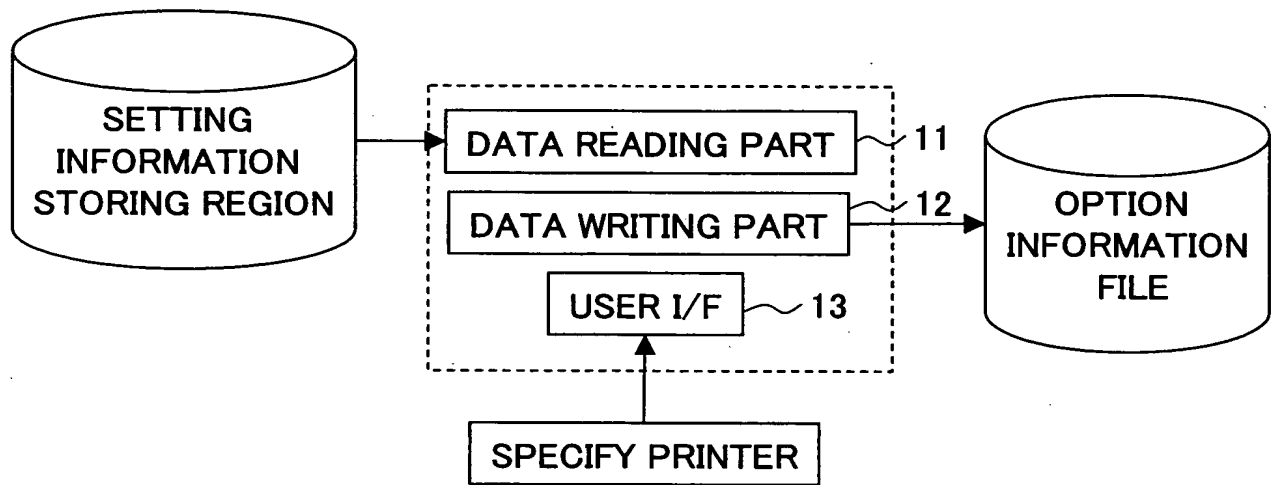 SETTING
INFORMATION
STORING REGION
DATA READING PART
11
DATA WRITING PART
12
USER I/F
13
OPTION
INFORMATION
FILE
SPECIFY PRINTER